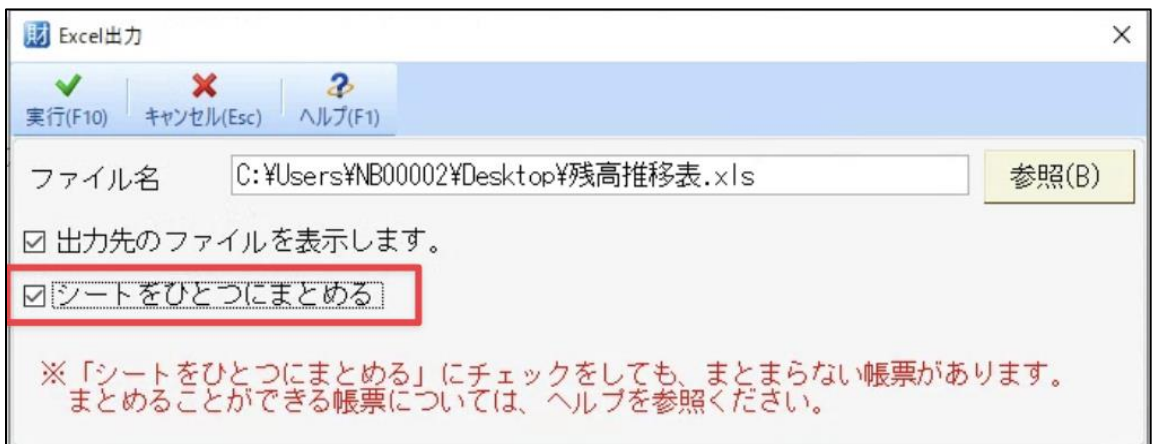 財 Excel出力
実行(F10) キャンセル(Esc) ヘルプ(F1)
ファイル名 C:¥Users¥NB00002¥Desktop¥残高推移表.xls 参照(B)
出力先のファイルを表示します。
シートをひとつにまとめる
※「シートをひとつにまとめる」にチェックをしても、まとまらない帳票があります。
まとめることができる帳票については、ヘルプを参照ください。